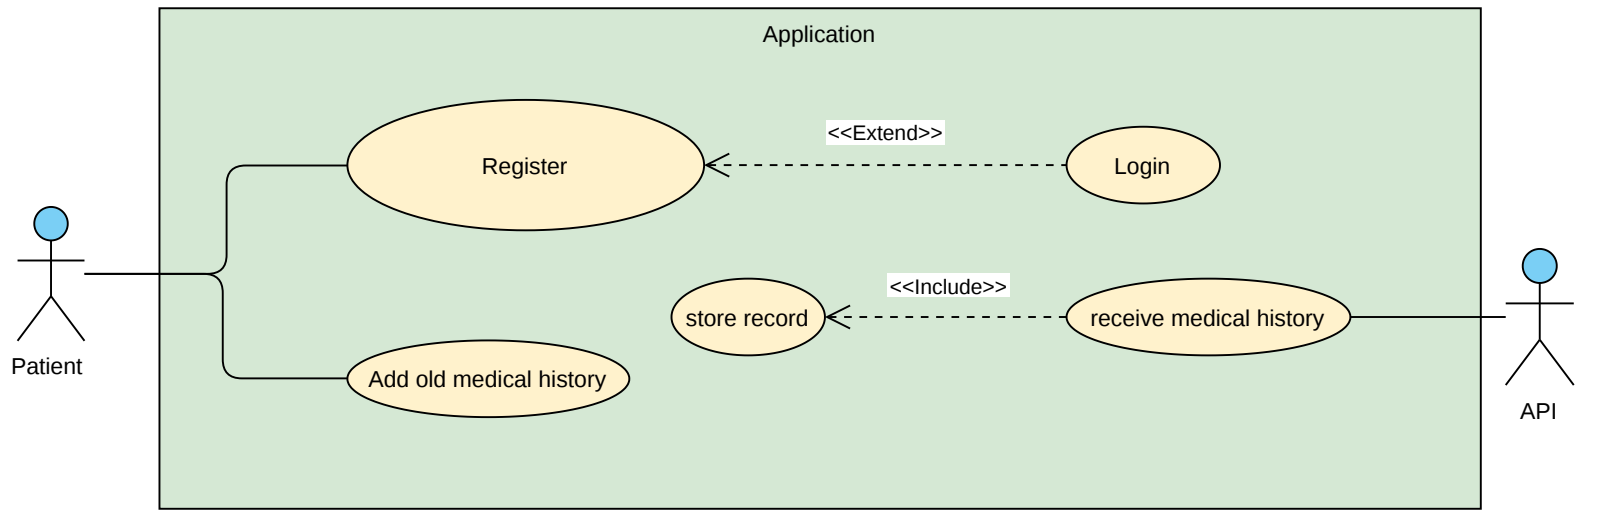 Application
<<Extend>>
Register
Login
<<Include>>
store record
receive medical history
Patient
Add old medical history
API